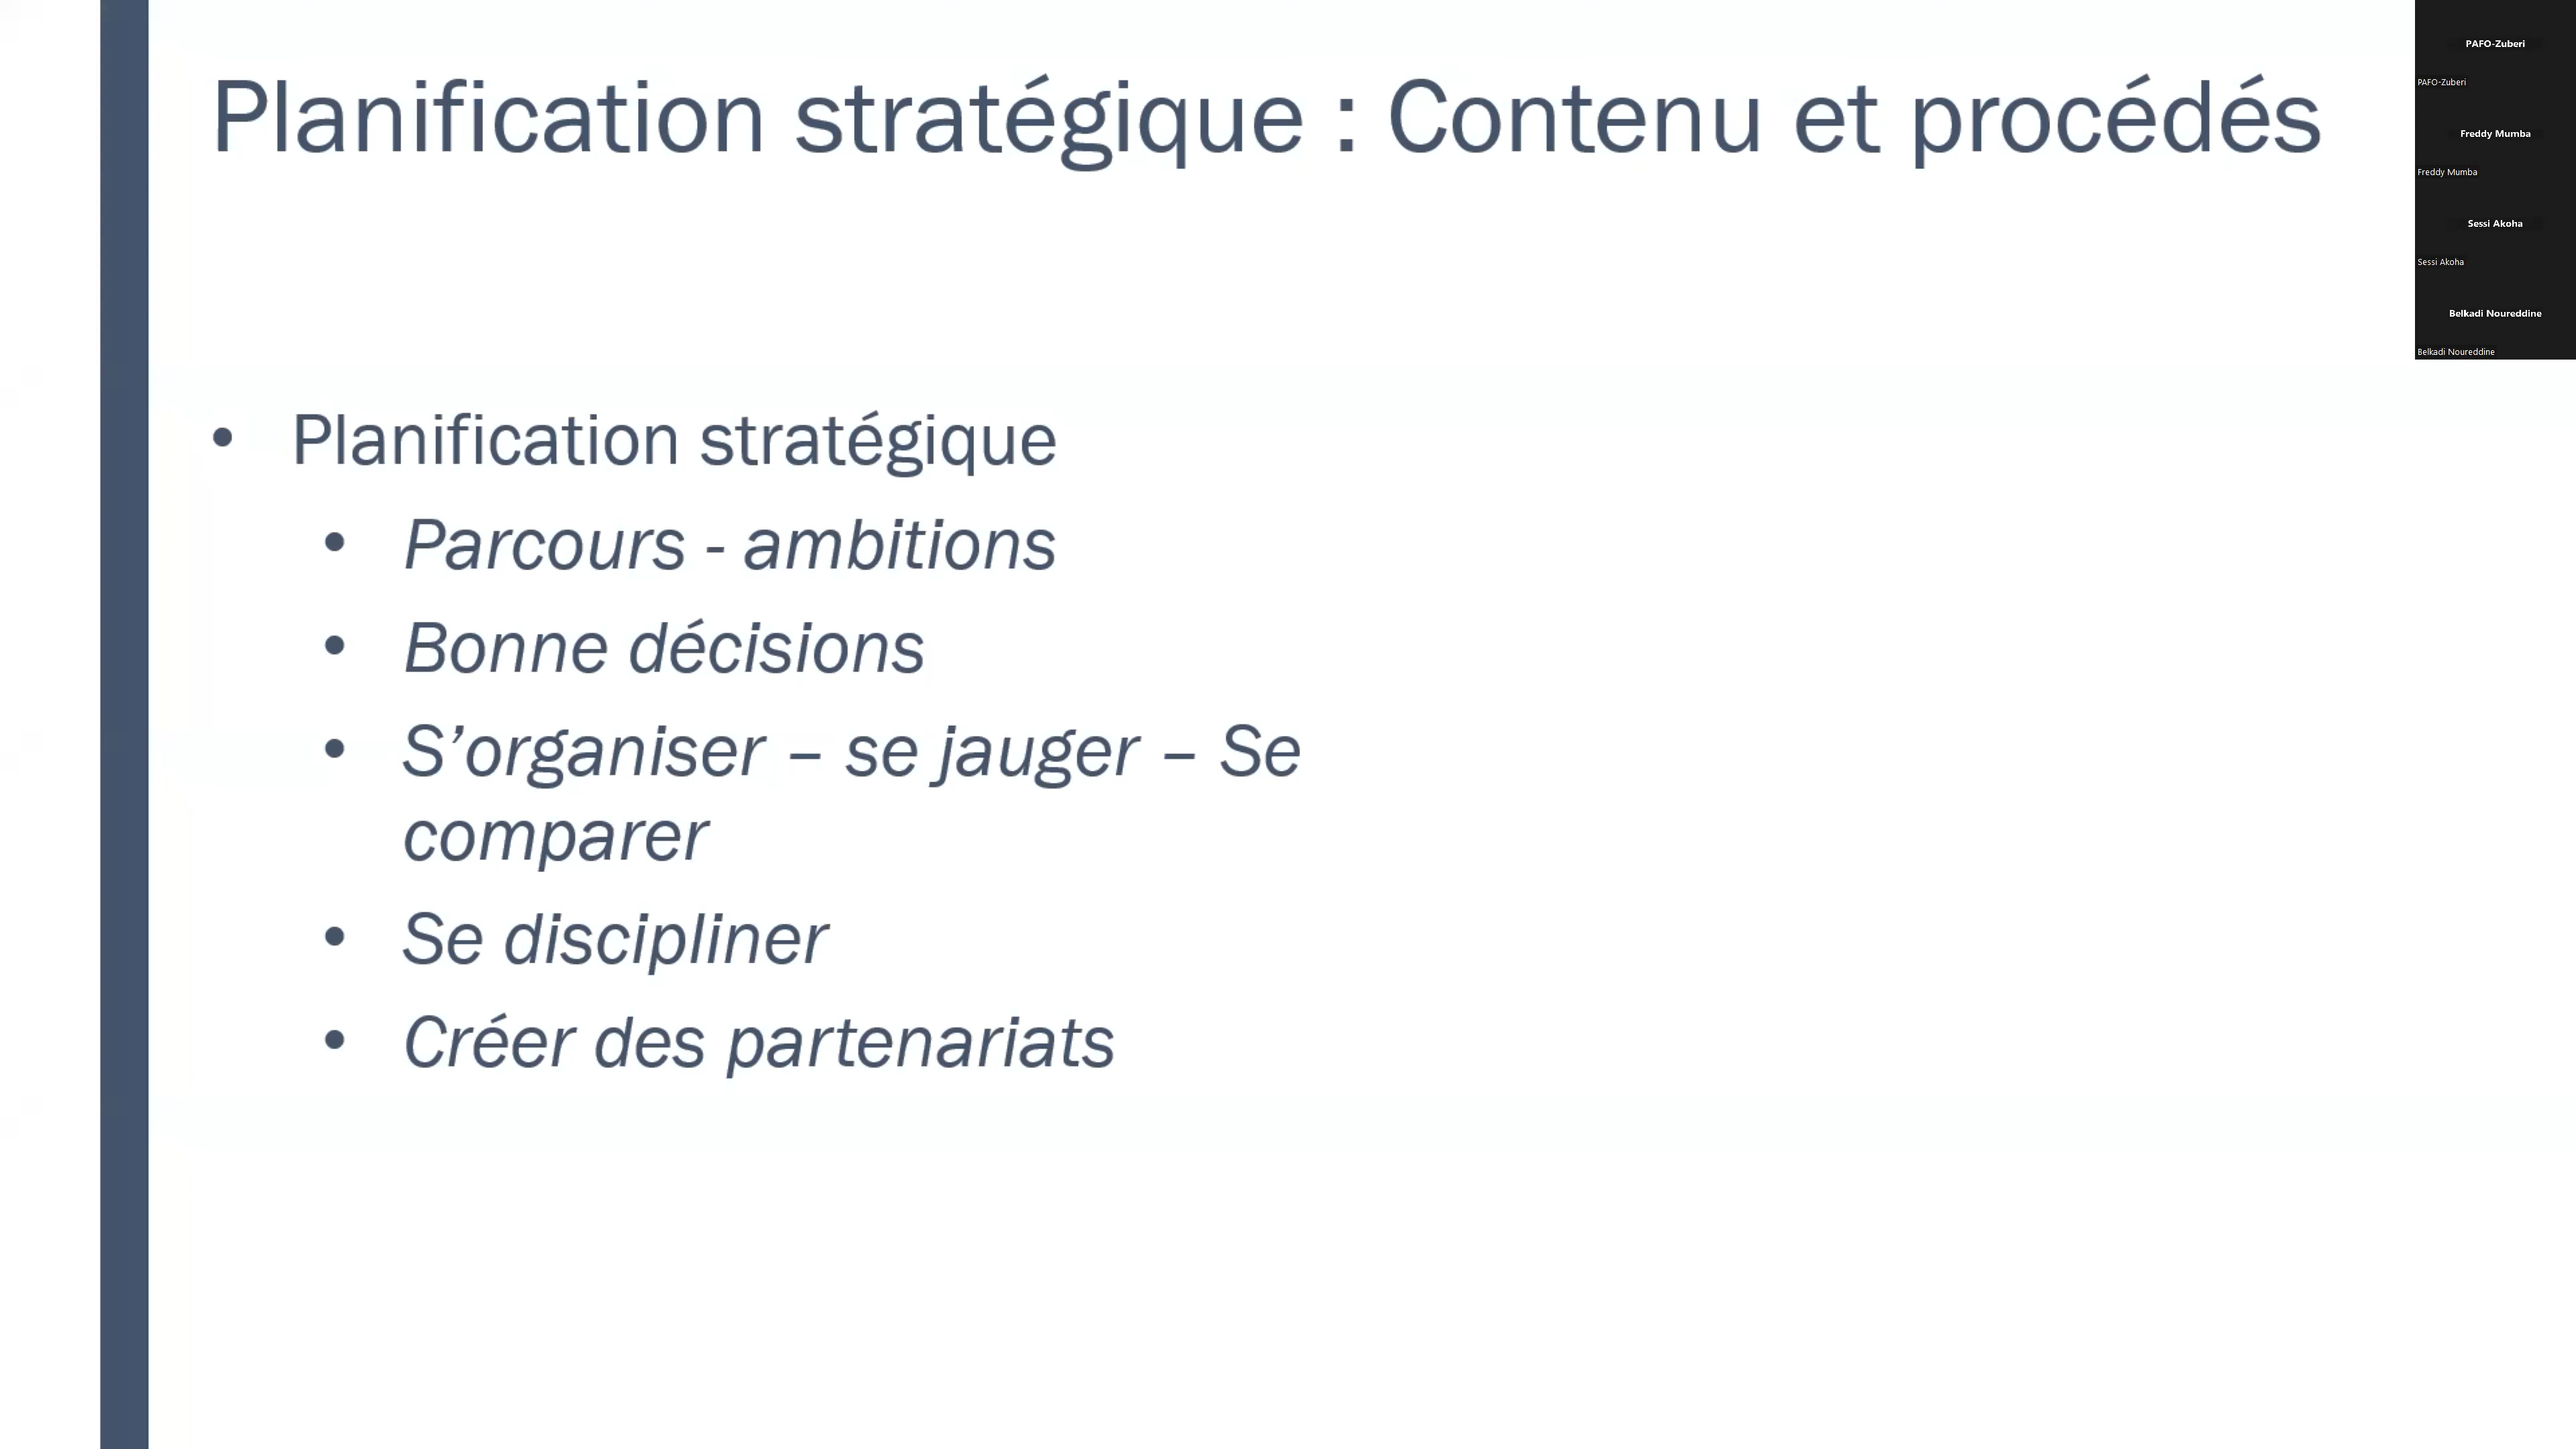 Planification stratégique : Contenu et procédés
• Planification stratégique
• Parcours - ambitions
• Bonne décisions
• S’organiser – se jauger – Se
comparer
• Se discipliner
• Créer des partenariats
PAFO-Zuberi
PAFO-Zuberi
Freddy Mumba
Freddy Mumba
Sessi Akoha
Sessi Akoha
Belkadi Noureddine
Belkadi Noureddine